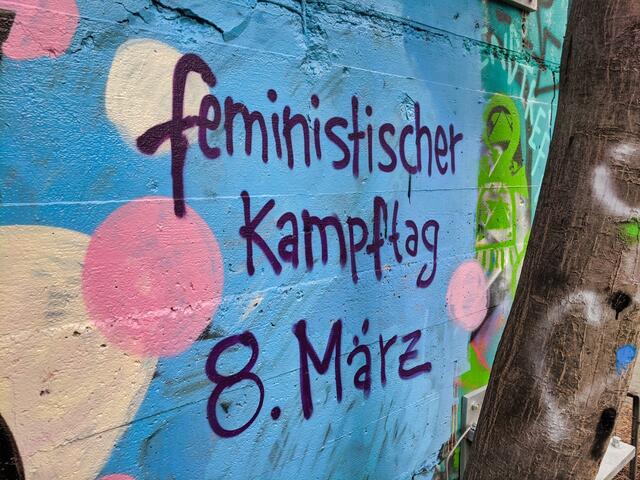 feministischer
Kampftag
8. März